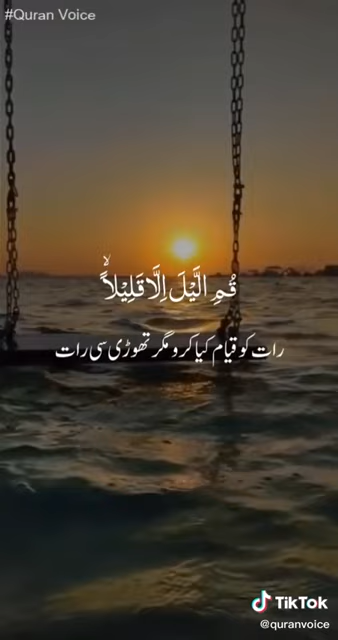 #Quran Voice
قُمِ الَّيْلَ اِلَّا قَلِيْلًاۙ
رات کو قیام کیا کرو مگر تھوڑی سی رات
TikTok
@quranvoice